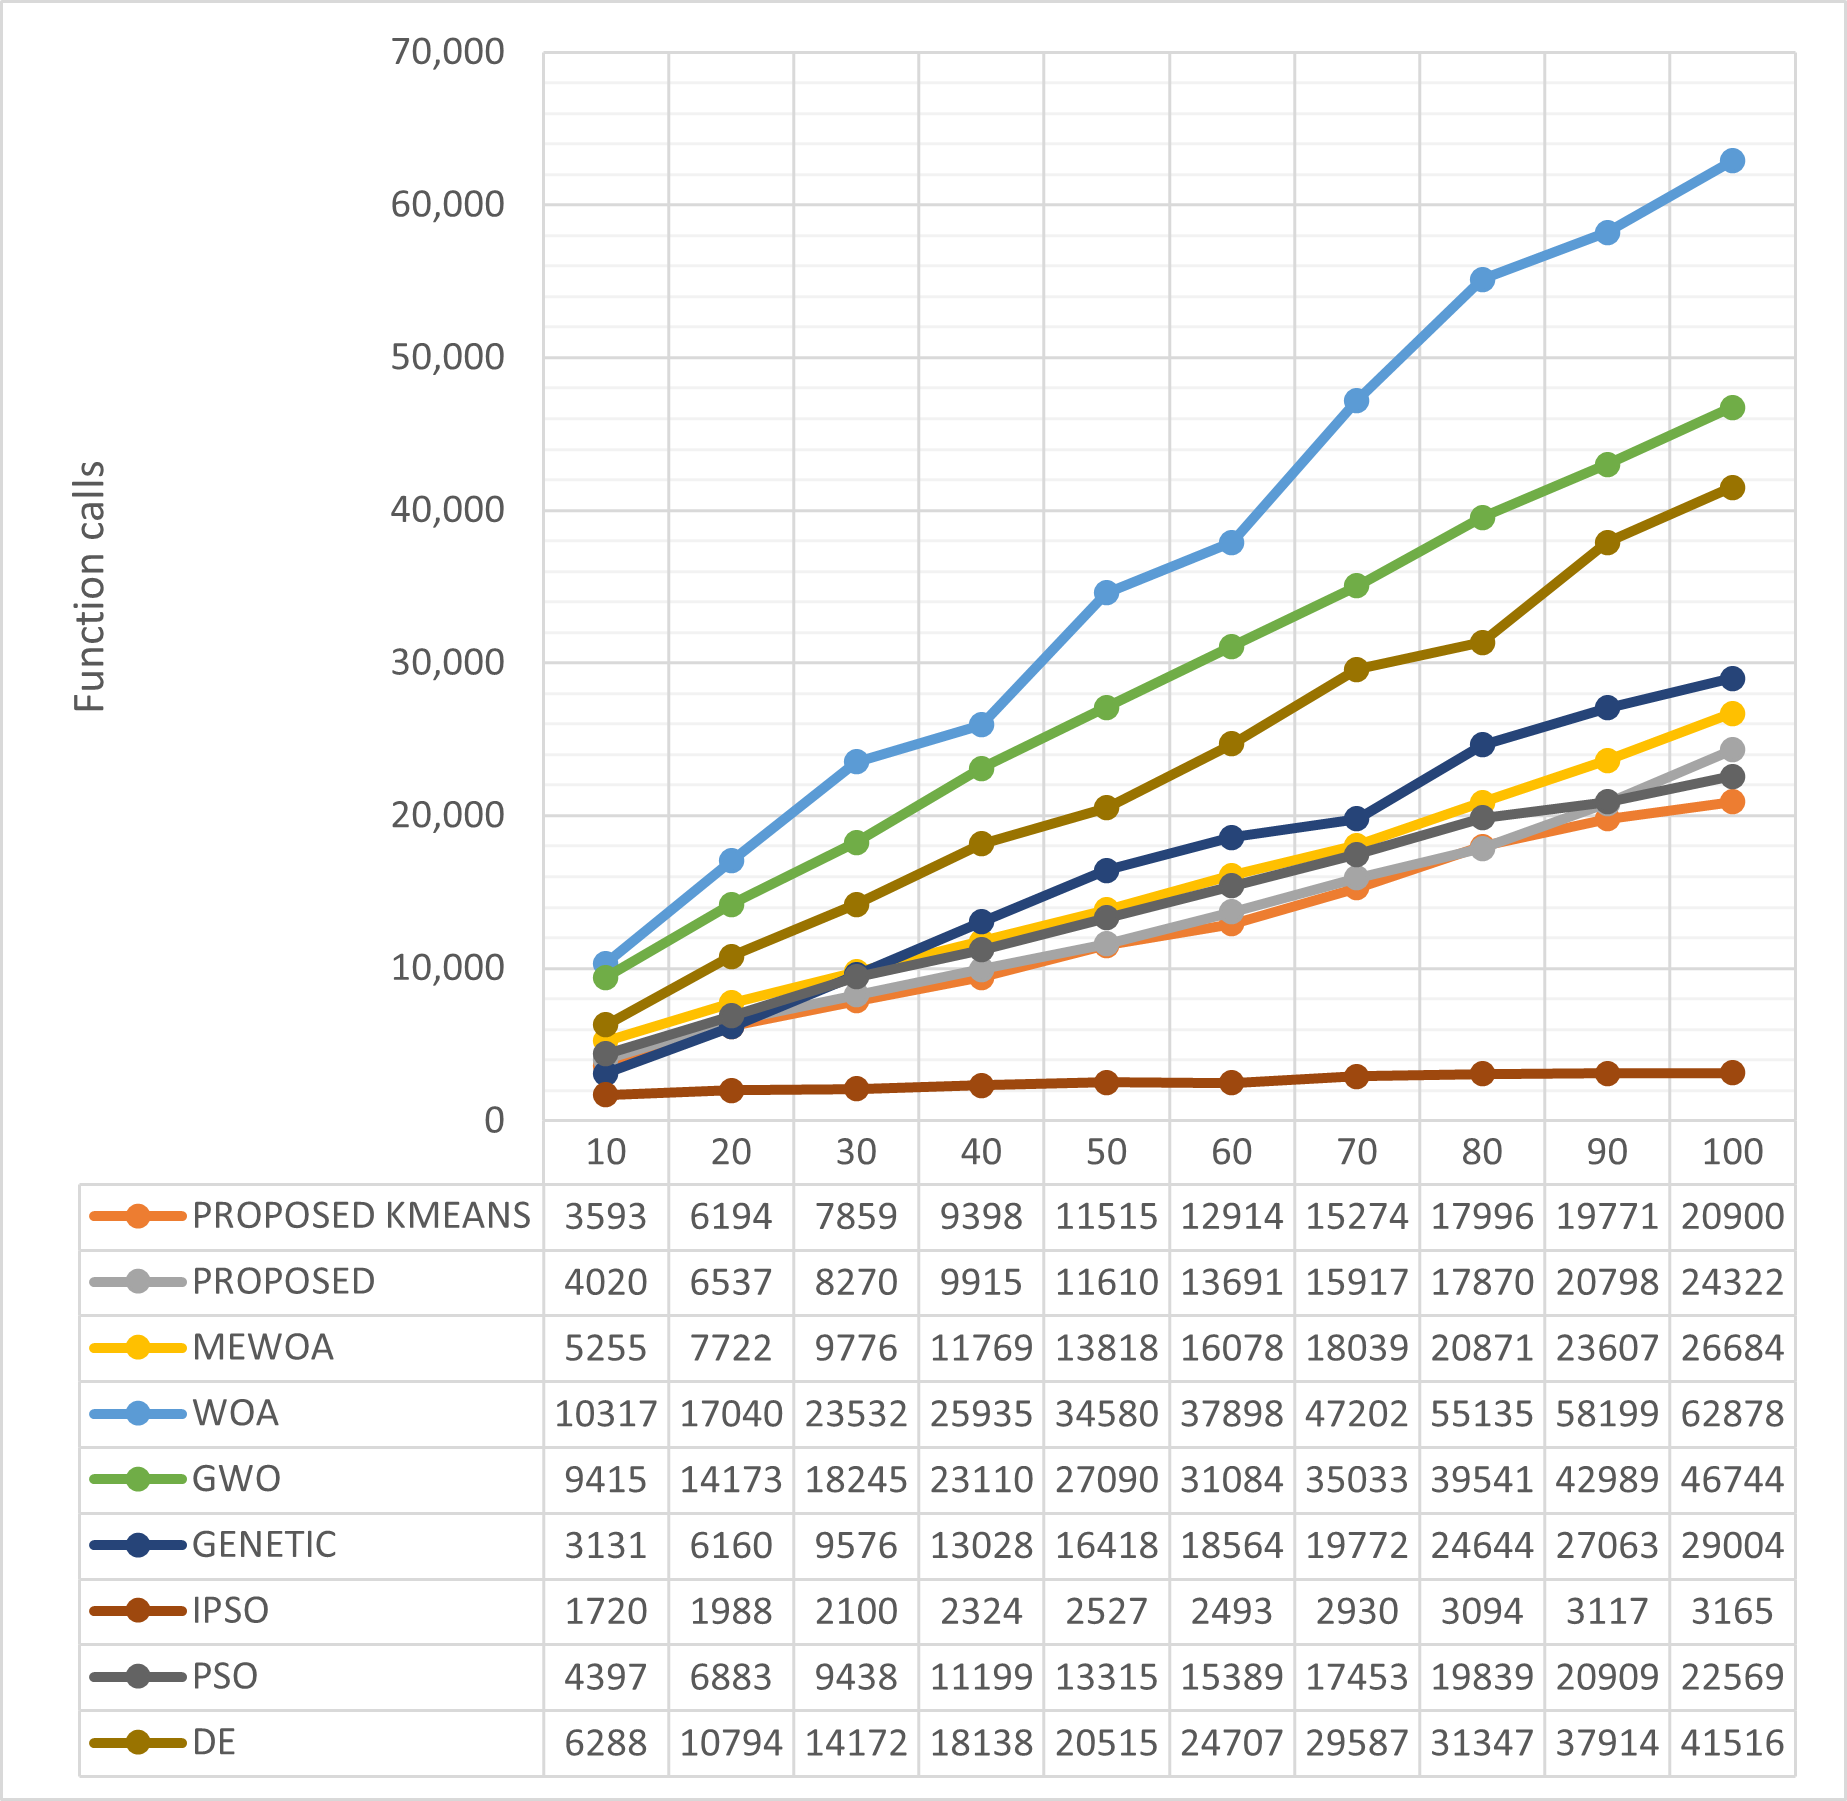 70,000
60,000
50,000
40,000
30,000
20,000
10,000
0
Function calls
10 20 30 40 50 60 70 80 90 100
PROPOSED KMEANS 3593 6194 7859 9398 11515 12914 15274 17996 19771 20900
PROPOSED 4020 6537 8270 9915 11610 13691 15917 17870 20798 24322
MEWOA 5255 7722 9776 11769 13818 16078 18039 20871 23607 26684
WOA 10317 17040 23532 25935 34580 37898 47202 55135 58199 62878
GWO 9415 14173 18245 23110 27090 31084 35033 39541 42989 46744
GENETIC 3131 6160 9576 13028 16418 18564 19772 24644 27063 29004
IPSO 1720 1988 2100 2324 2527 2493 2930 3094 3117 3165
PSO 4397 6883 9438 11199 13315 15389 17453 19839 20909 22569
DE 6288 10794 14172 18138 20515 24707 29587 31347 37914 41516